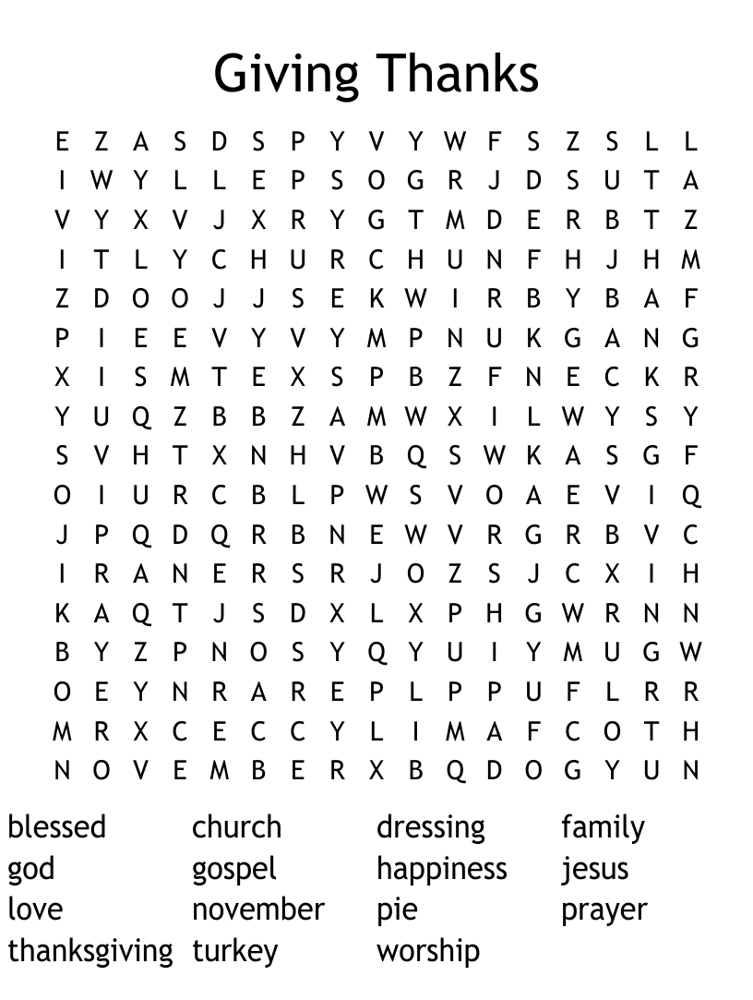 Giving Thanks
E Z A S D S P Y V Y W F S Z S L L
I W Y L L E P S O G R J D S U T A
V Y X V J X R Y G T M D E R B T Z
I T L Y C H U R C H U N F H J H M
Z D O O J J S E K W I R B Y B A F
P I E E V Y V Y M P N U K G A N G
X I S M T E X S P B Z F N E C K R
Y U Q Z B B Z A M W X I L W Y S Y
S V H T X N H V B Q S W K A S G F
O I U R C B L P W S V O A E V I Q
J P Q D Q R B N E W V R G R B V C
I R A N E R S R J O Z S J C X I H
K A Q T J S D X L X P H G W R N N
B Y Z P N O S Y Q Y U I Y M U G W
O E Y N R A R E P L P P U F L R R
M R X C E C C Y L I M A F C O T H
N O V E M B E R X B Q D O G Y U N
blessed church dressing family
god gospel happiness jesus
love november pie prayer
thanksgiving turkey worship